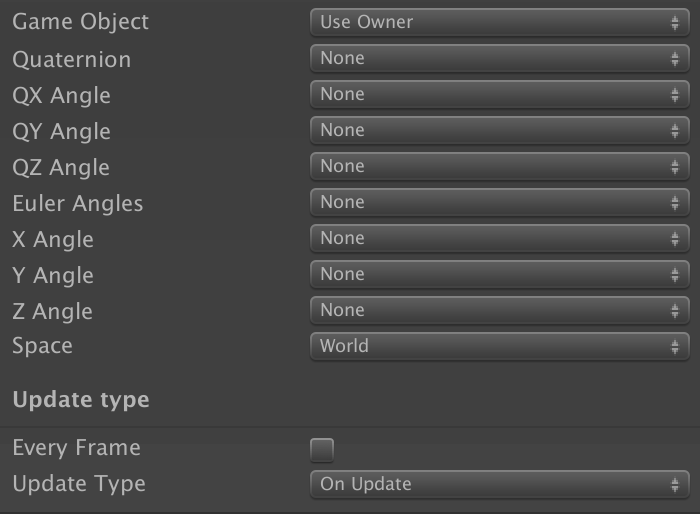 Game Object Use Owner
Quaternion None
QX Angle None
QY Angle None
QZ Angle None
Euler Angles None
X Angle None
Y Angle None
Z Angle None
Space World
Update type
Every Frame
Update Type On Update